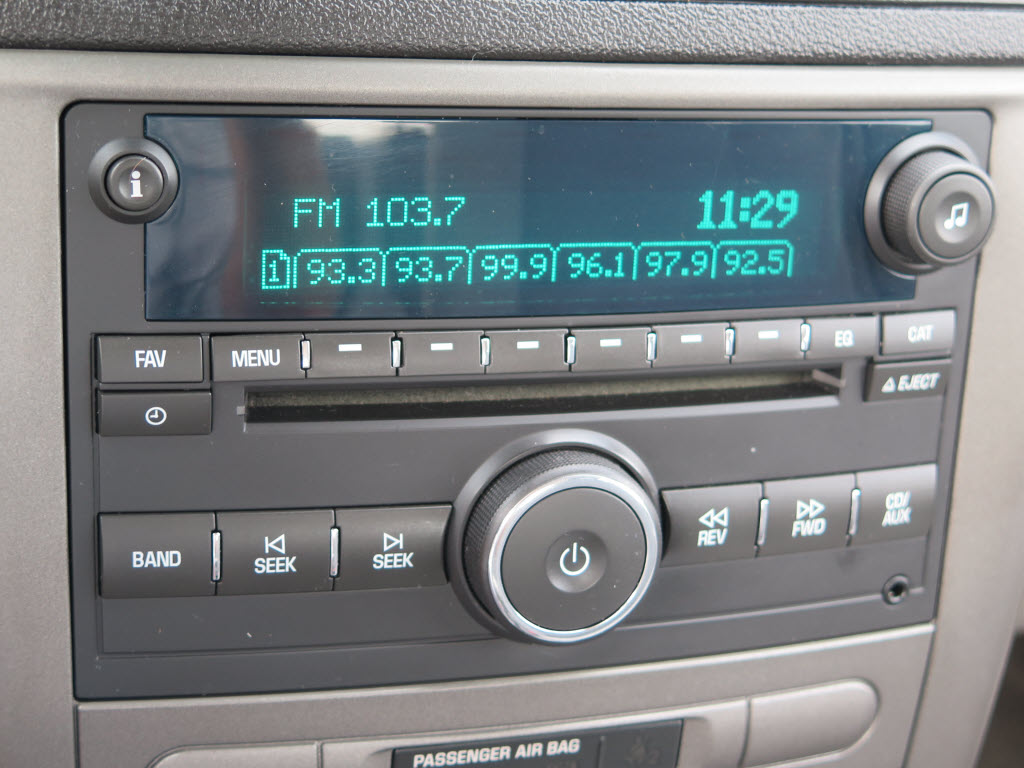 i
FM 103.7 11:29
1 93.3 93.7 99.9 96.1 97.9 92.5
FAV MENU EQ CAT
EJECT
BAND SEEK SEEK REV FWD CD/
AUX
PASSENGER AIR BAG